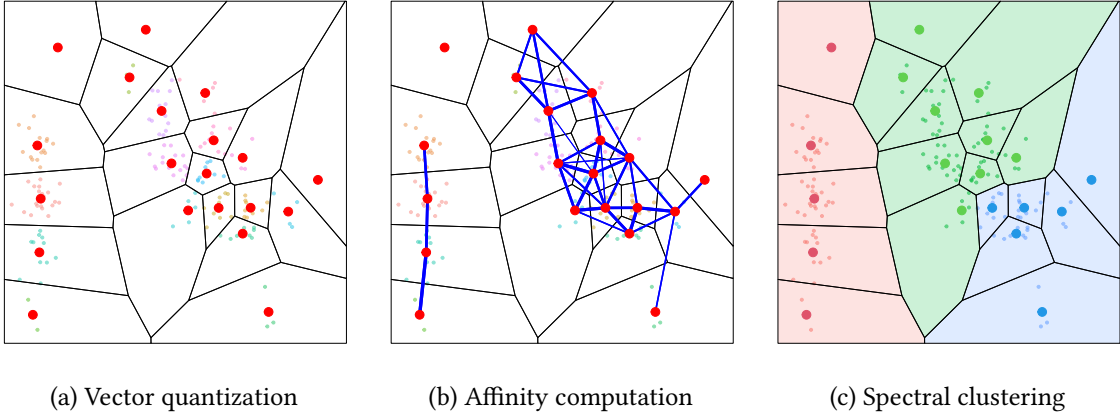 (a) Vector quantization
(b) Affinity computation
(c) Spectral clustering